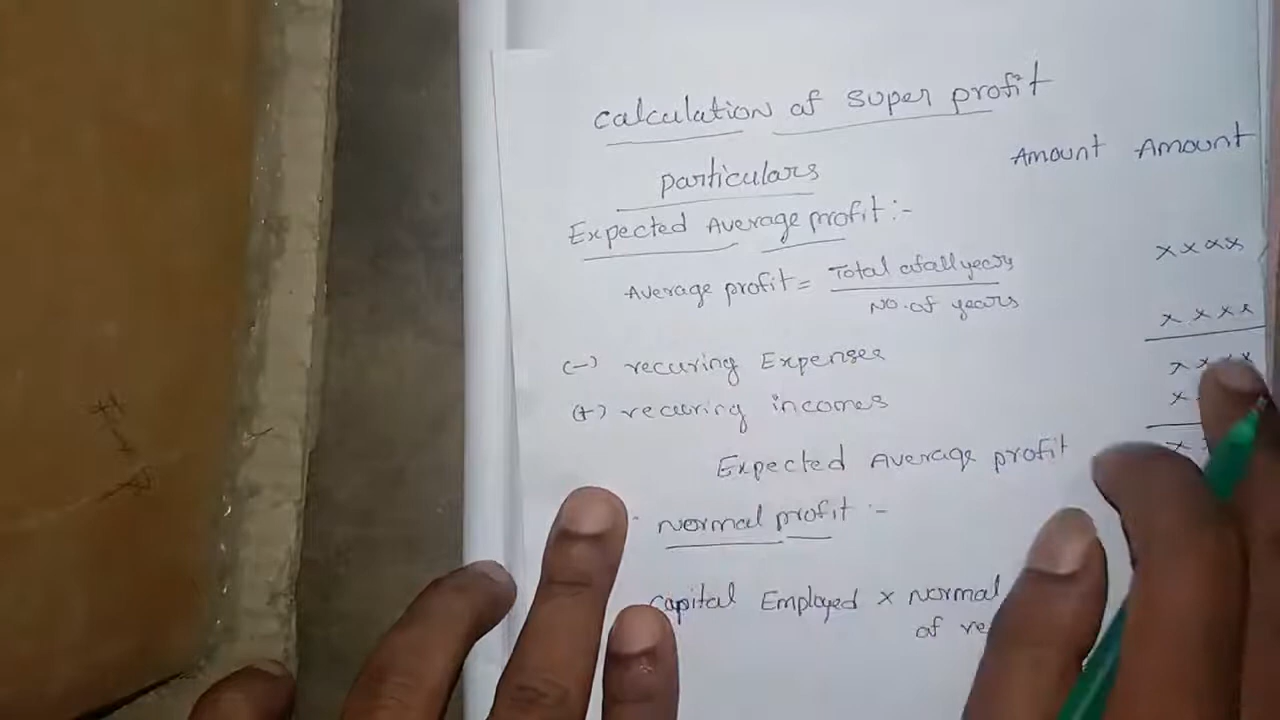 calculation of super profit
particulars Amount Amount
Expected Average profit :-
Average profit = Total of all years xxxx
No. of years
(-) recuring Expenses xxxx
(+) recuring incomes
Expected Average profit
Normal profit :-
capital Employed x Normal
of